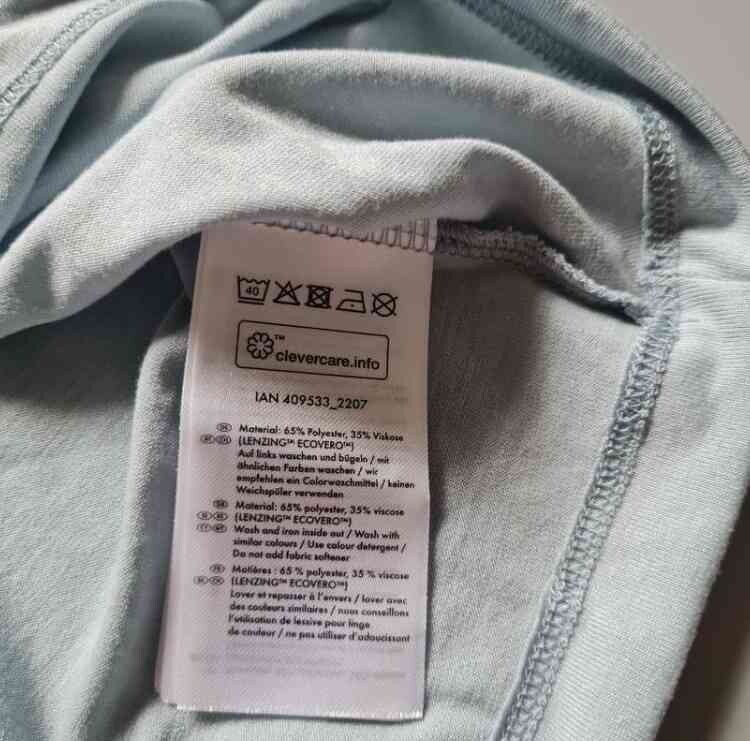 40
TM
clevercare.info
IAN 409533_2207
Material: 65% Polyester, 35% Viskose
(LENZING™ ECOVERO™)
Auf links waschen und bügeln / mit
ähnlichen Farben waschen / wir
empfehlen ein Colorwaschmittel / keinen
Weichspüler verwenden
Material: 65% polyester, 35% viscose
(LENZING™ ECOVERO™)
Wash and iron inside out / Wash with
similar colours / Use colour detergent /
Do not add fabric softener
Matières : 65 % polyester, 35 % viscose
(LENZING™ ECOVERO™)
Laver et repasser à l'envers / laver avec
des couleurs similaires / nous conseillons
l'utilisation de lessive pour linge
de couleur / ne pas utiliser d'adoucissant